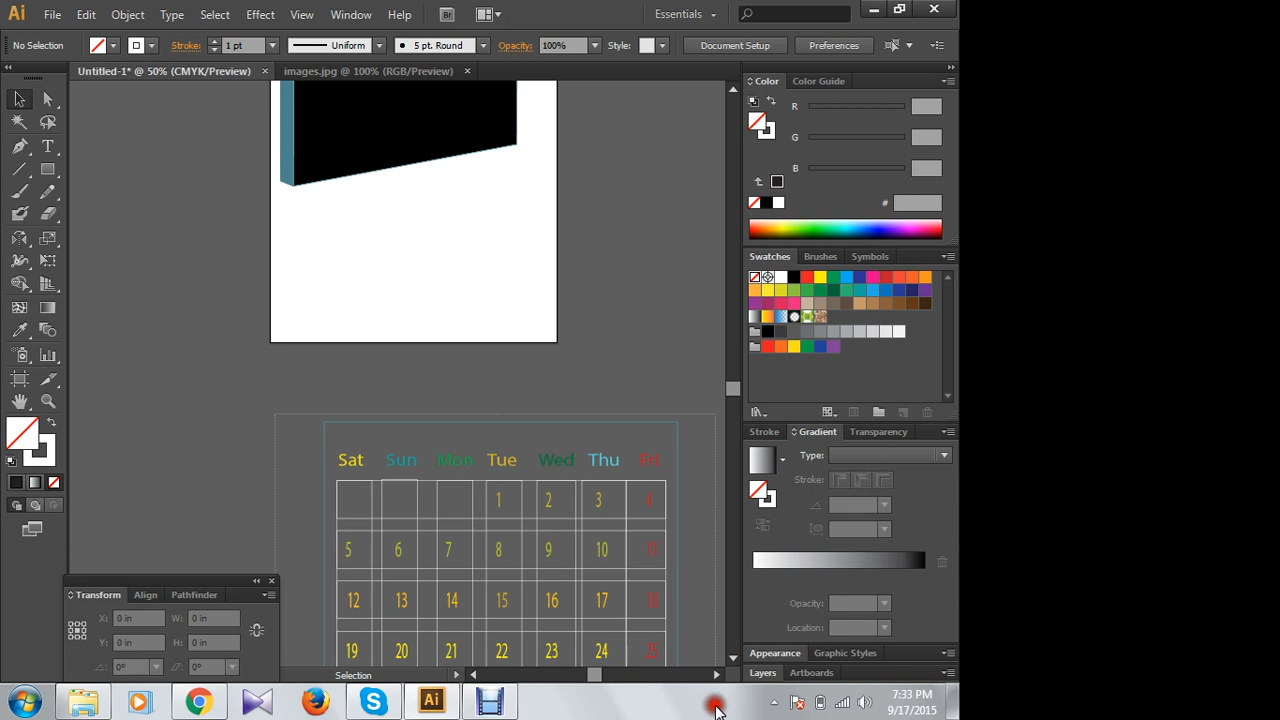 Ai File Edit Object Type Select Effect View Window Help Br Essentials
No Selection Stroke: 1 pt Uniform 5 pt. Round Opacity: 100% Style: Document Setup Preferences
Untitled-1* @ 50% (CMYK/Preview) × images.jpg @ 100% (RGB/Preview) ×
Color Color Guide
R
G
B
#
Swatches Brushes Symbols
Stroke Gradient Transparency
Type:
Stroke:
Opacity:
Location:
Appearance Graphic Styles
Layers Artboards
Sat Sun Mon Tue Wed Thu Fri
1 2 3 4
5 6 7 8 9 10 11
12 13 14 15 16 17 18
19 20 21 22 23 24 25
Transform Align Pathfinder
X: 0 in W: 0 in
Y: 0 in H: 0 in
0° 0°
Selection
Ai
7:33 PM
9/17/2015